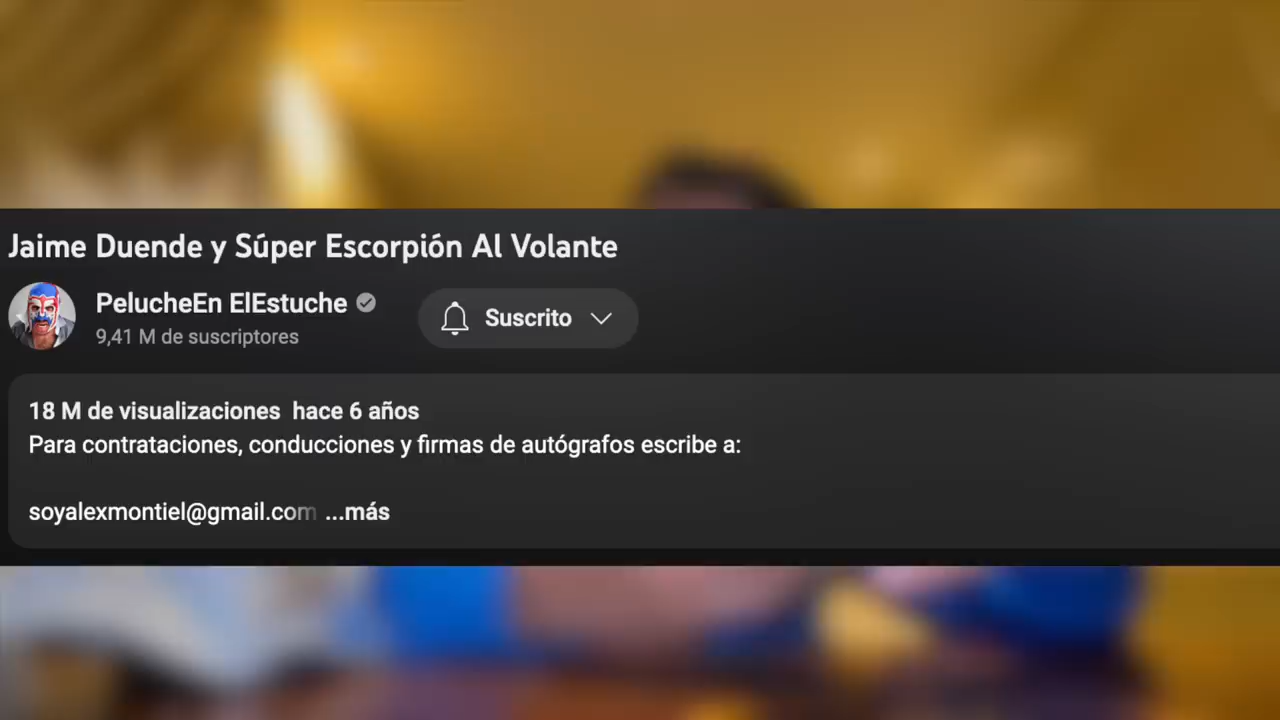 Jaime Duende y Súper Escorpión Al Volante
PelucheEn ElEstuche
9,41 M de suscriptores
Suscrito
18 M de visualizaciones hace 6 años
Para contrataciones, conducciones y firmas de autógrafos escribe a:
soyalexmontiel@gmail.com ...más